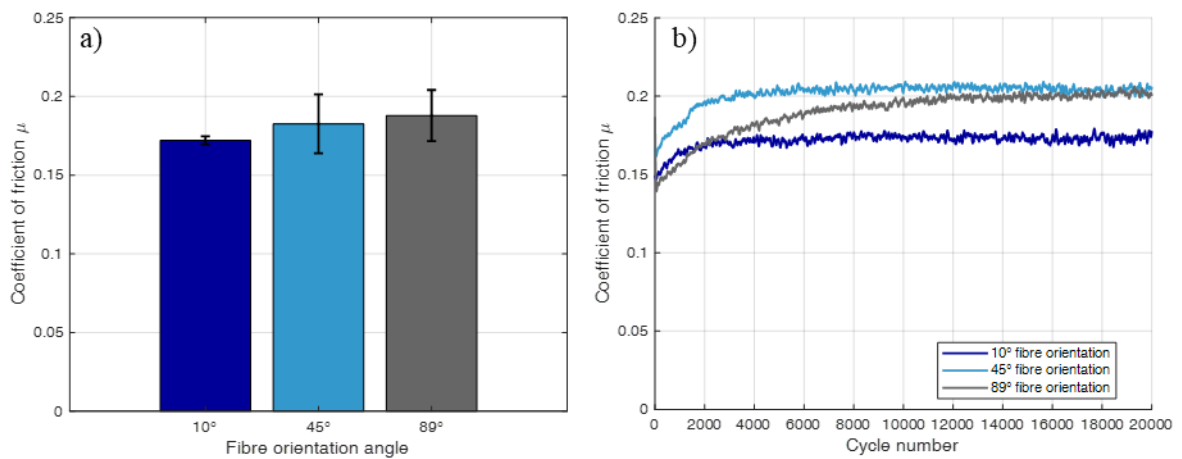 a)
Coefficient of friction μ
0.25
0.2
0.15
0.1
0.05
0
10° 45° 89°
Fibre orientation angle
b)
Coefficient of friction μ
0.25
0.2
0.15
0.1
0.05
0
10° fibre orientation
45° fibre orientation
89° fibre orientation
0 2000 4000 6000 8000 10000 12000 14000 16000 18000 20000
Cycle number